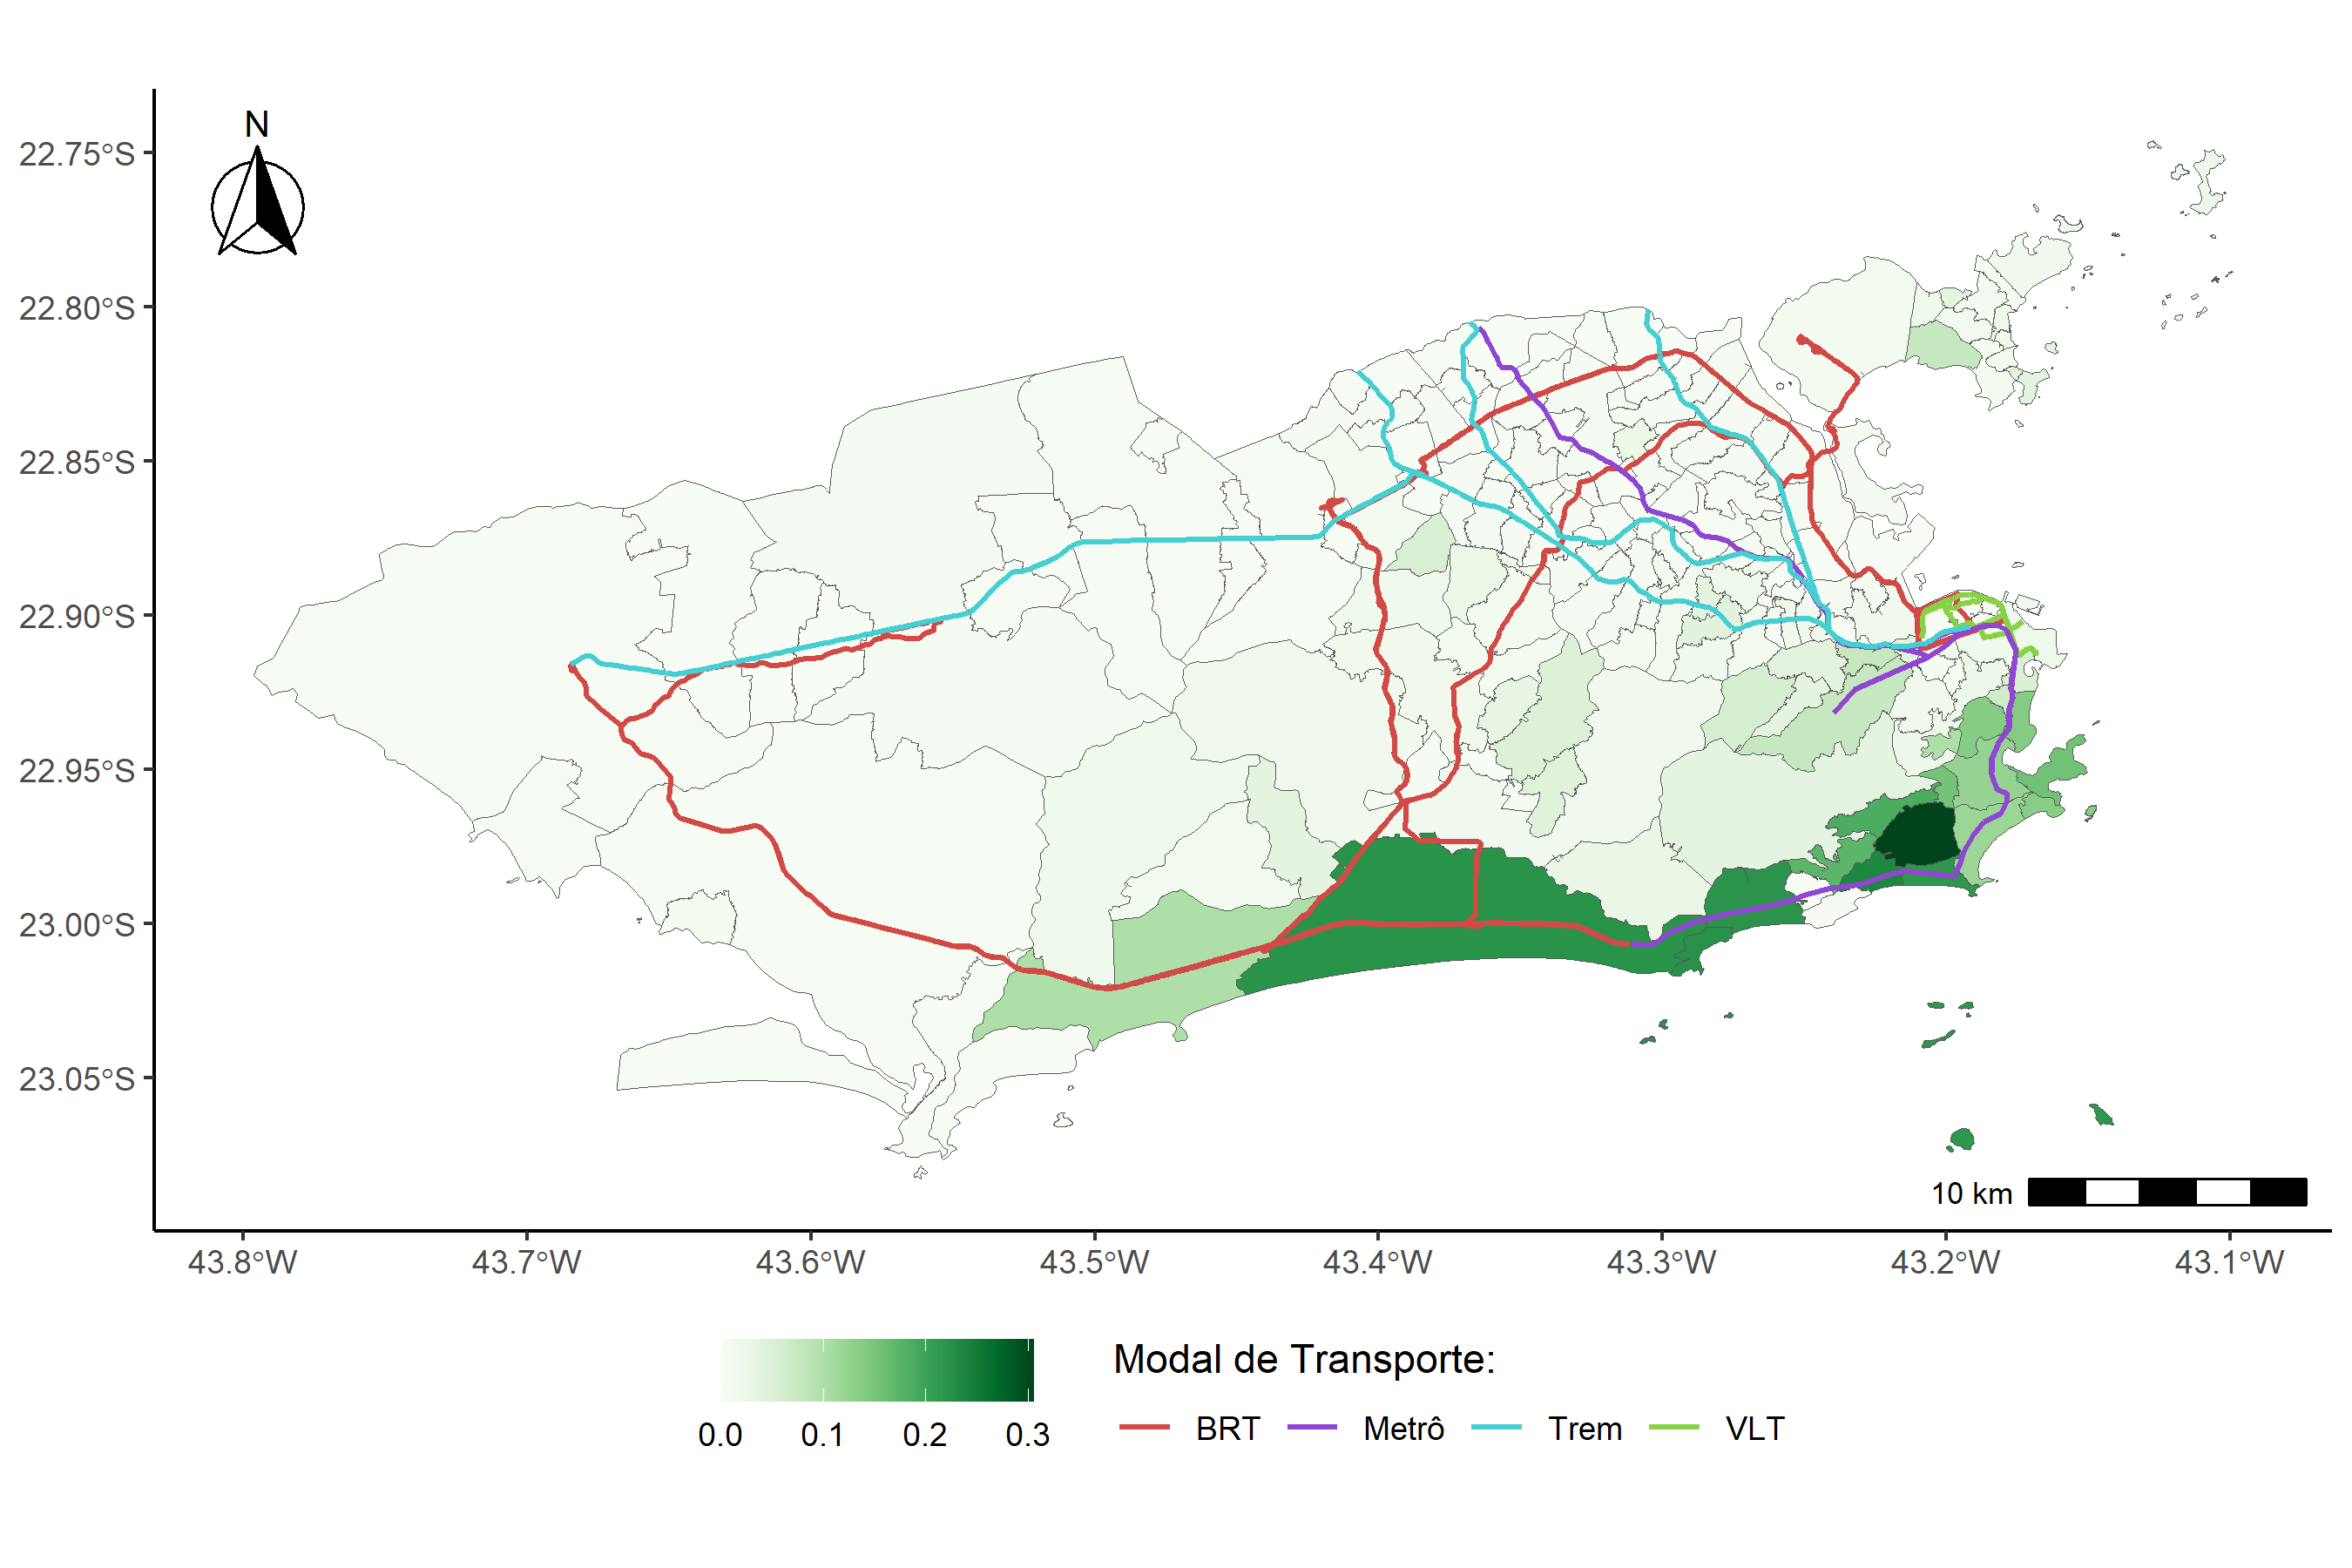 N
22.75°S
22.80°S
22.85°S
22.90°S
22.95°S
23.00°S
23.05°S
10 km
43.8°W 43.7°W 43.6°W 43.5°W 43.4°W 43.3°W 43.2°W 43.1°W
Modal de Transporte:
0.0 0.1 0.2 0.3
BRT Metrô Trem VLT